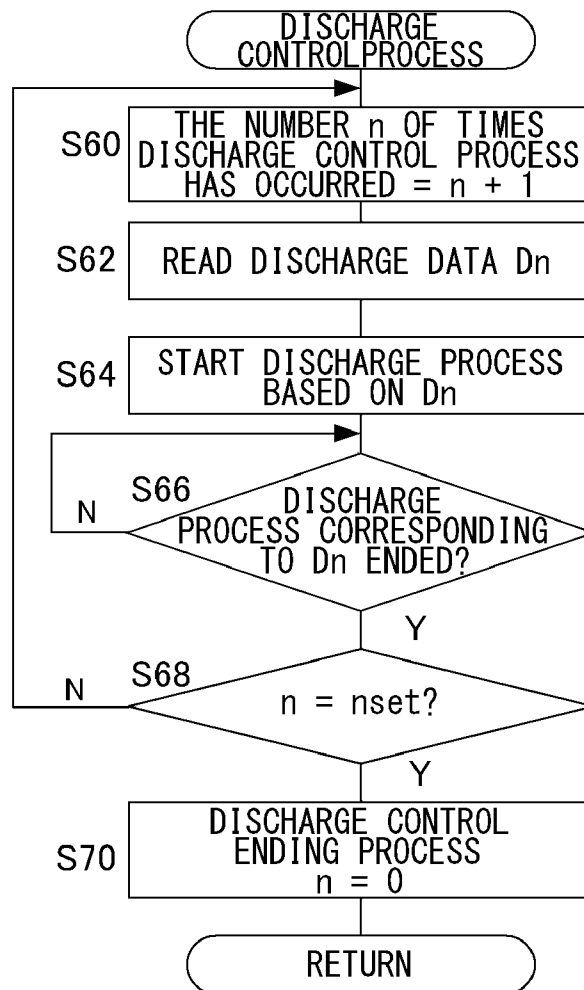 DISCHARGE
CONTROLPROCESS
S60
THE NUMBER n OF TIMES
DISCHARGE CONTROL PROCESS
HAS OCCURRED = n + 1
S62
READ DISCHARGE DATA Dn
S64
START DISCHARGE PROCESS
BASED ON Dn
S66
N
DISCHARGE
PROCESS CORRESPONDING
TO Dn ENDED?
Y
S68
N
n = nset?
Y
S70
DISCHARGE CONTROL
ENDING PROCESS
n = 0
RETURN